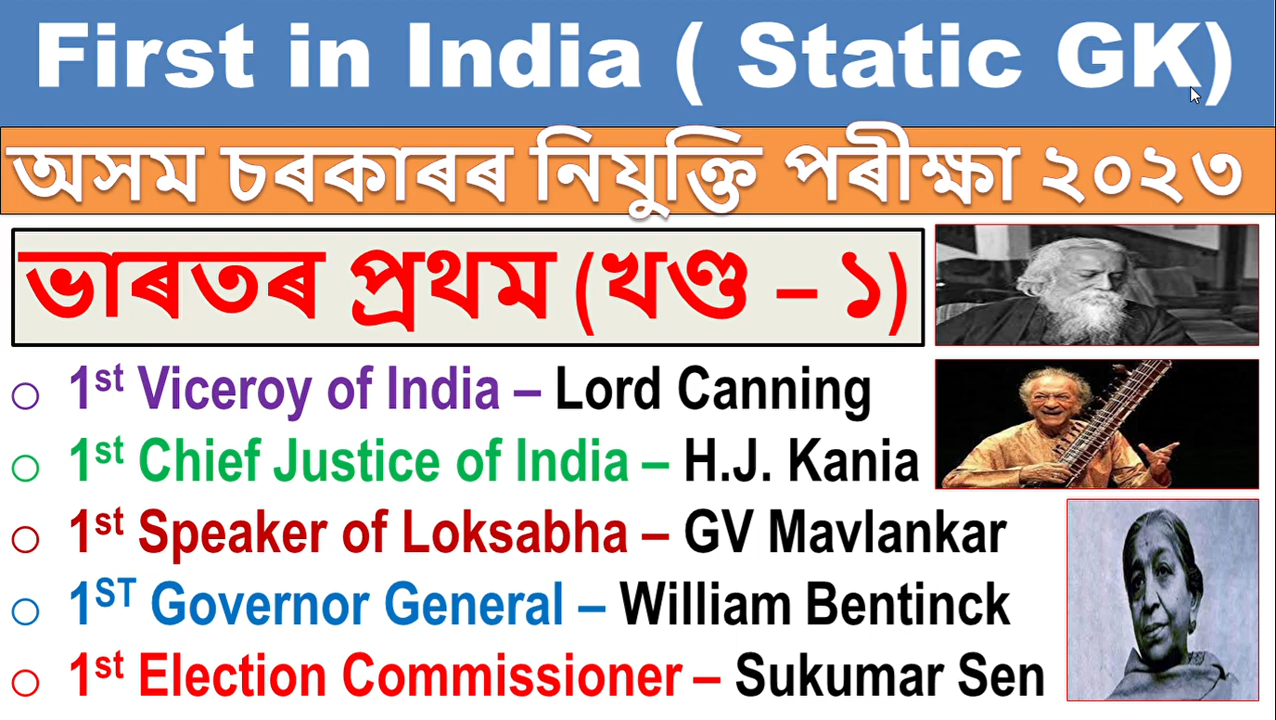 First in India ( Static GK)
অসম চৰকাৰৰ নিযুক্তি পৰীক্ষা ২০২৩
ভাৰতৰ প্ৰথম (খণ্ড – ১)
1st Viceroy of India – Lord Canning
1st Chief Justice of India – H.J. Kania
1st Speaker of Loksabha – GV Mavlankar
1ST Governor General – William Bentinck
1st Election Commissioner – Sukumar Sen